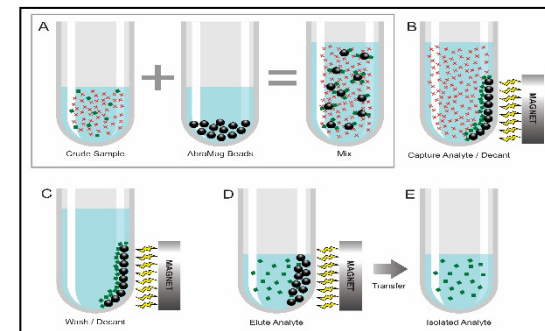 A
B
Crude Sample
AbraMag Beads
Mix
MAGNET
Capture Analyte / Decant
C
D
E
MAGNET
MAGNET
Transfer
Wash / Decant
Elute Analyte
Isolated Analyte